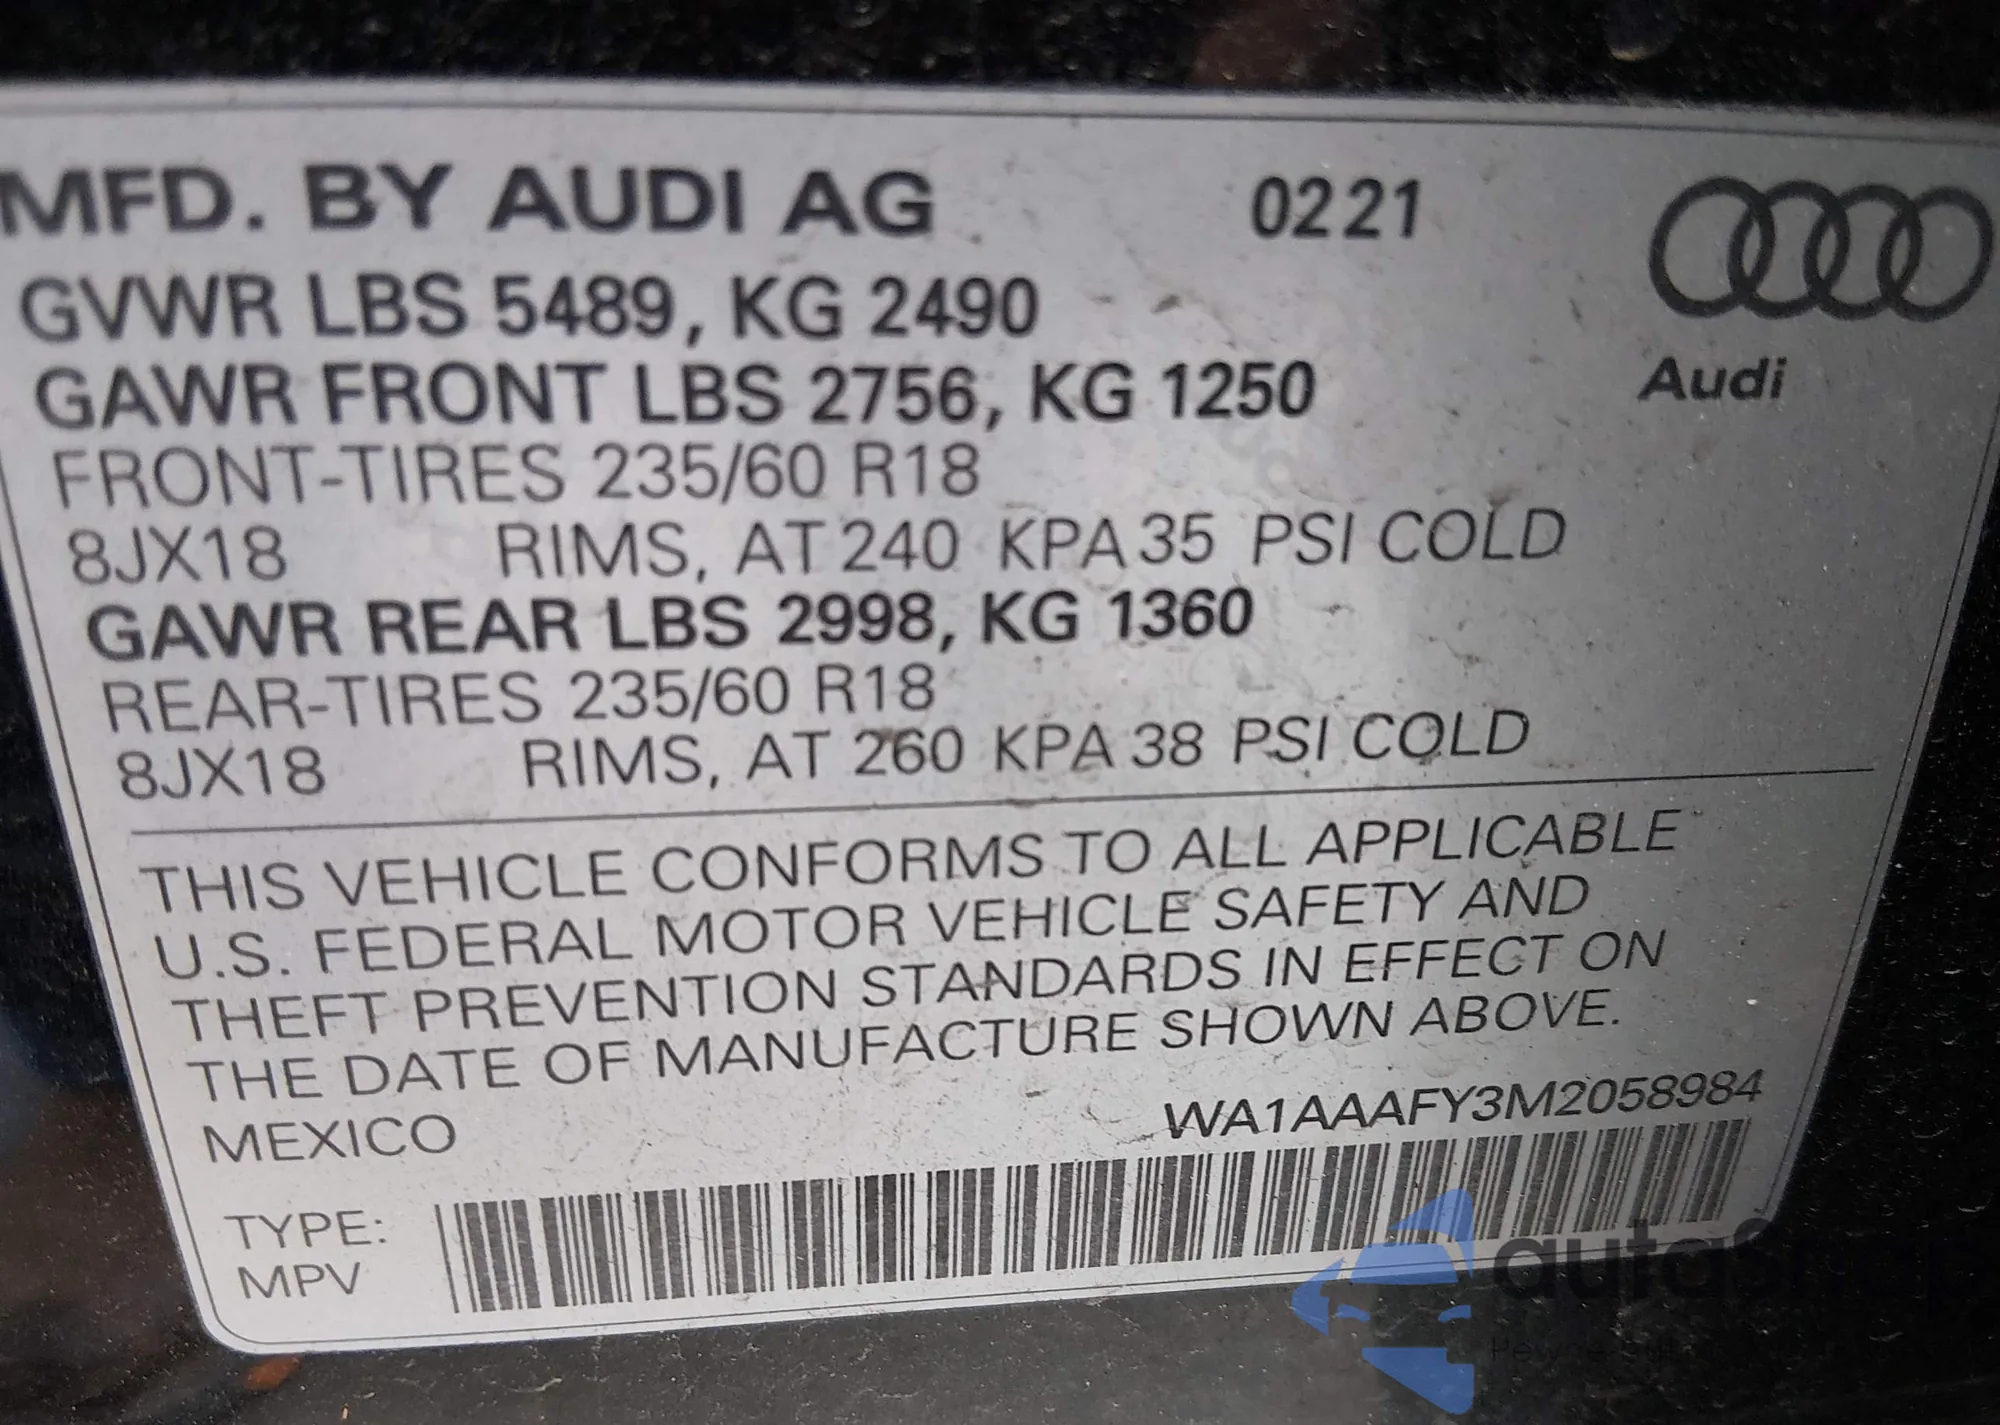 MFD. BY AUDI AG 0221
GVWR LBS 5489, KG 2490
GAWR FRONT LBS 2756, KG 1250
Audi
FRONT-TIRES 235/60 R18
8JX18 RIMS, AT 240 KPA 35 PSI COLD
GAWR REAR LBS 2998, KG 1360
REAR-TIRES 235/60 R18
8JX18 RIMS, AT 260 KPA 38 PSI COLD
THIS VEHICLE CONFORMS TO ALL APPLICABLE
U.S. FEDERAL MOTOR VEHICLE SAFETY AND
THEFT PREVENTION STANDARDS IN EFFECT ON
THE DATE OF MANUFACTURE SHOWN ABOVE.
MEXICO WA1AAAFY3M2058984
TYPE:
MPV